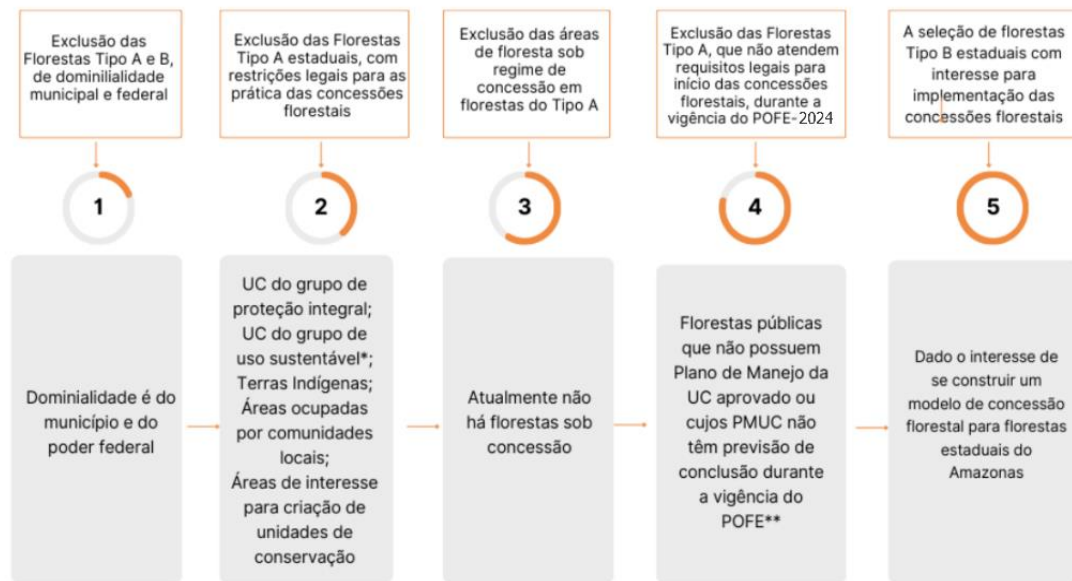 Exclusão das
Florestas Tipo A e B,
de dominilialidade
municipal e federal
Exclusão das Florestas
Tipo A estaduais, com
restrições legais para as
prática das concessões
florestais
Exclusão das áreas
de floresta sob
regime de
concessão em
florestas do Tipo A
Exclusão das Florestas
Tipo A, que não atendem
requisitos legais para
início das concessões
florestais, durante a
vigência do POFE-2024
A seleção de florestas
Tipo B estaduais com
interesse para
implementação das
concessões florestais
1
2
3
4
5
Dominialidade é do
município e do
poder federal
UC do grupo de
proteção integral;
UC do grupo de
uso sustentável*;
Terras Indígenas;
Áreas ocupadas
por comunidades
locais;
Áreas de interesse
para criação de
unidades de
conservação
Atualmente não
há florestas sob
concessão
Florestas públicas
que não possuem
Plano de Manejo da
UC aprovado ou
cujos PMUC não
têm previsão de
conclusão durante
a vigência do
POFE**
Dado o interesse de
se construir um
modelo de concessão
florestal para florestas
estaduais do
Amazonas